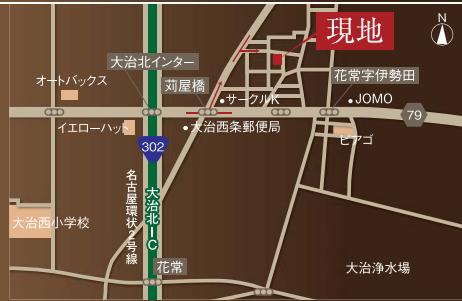 N
現地
大治北インター
花常字伊勢田
オートバックス
苅屋橋
サークルK
JOMO
79
イエローハット
大治西条郵便局
ピアゴ
302
名古屋環状2号線
大治北IC
大治西小学校
花常
大治浄水場